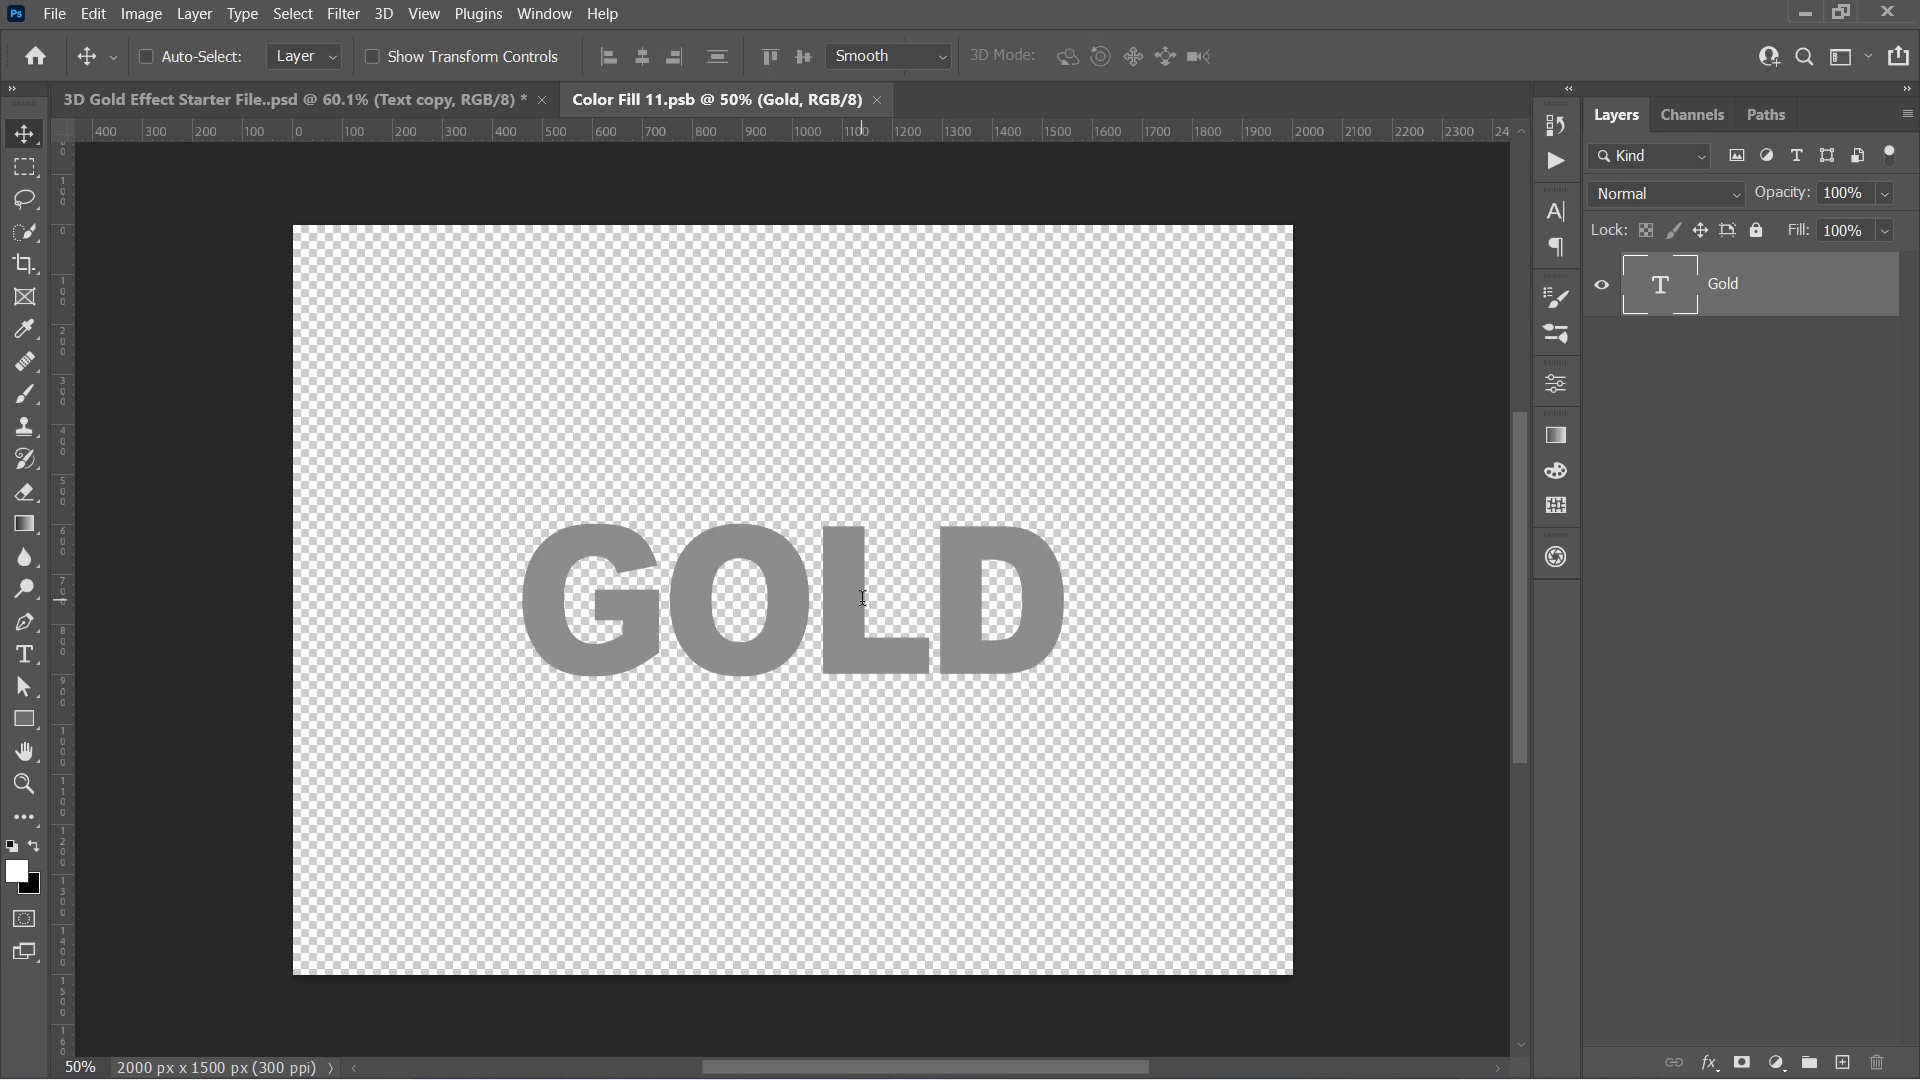 Ps File Edit Image Layer Type Select Filter 3D View Plugins Window Help
Auto-Select: Layer Show Transform Controls Smooth 3D Mode:
3D Gold Effect Starter File..psd @ 60.1% (Text copy, RGB/8) * Color Fill 11.psb @ 50% (Gold, RGB/8)
400 300 200 100 0 100 200 300 400 500 600 700 800 900 1000 1100 1200 1300 1400 1500 1600 1700 1800 1900 2000 2100 2200 2300 24
Layers Channels Paths
Kind
Normal Opacity: 100%
Lock: Fill: 100%
T Gold
GOLD
50% 2000 px x 1500 px (300 ppi)
fx